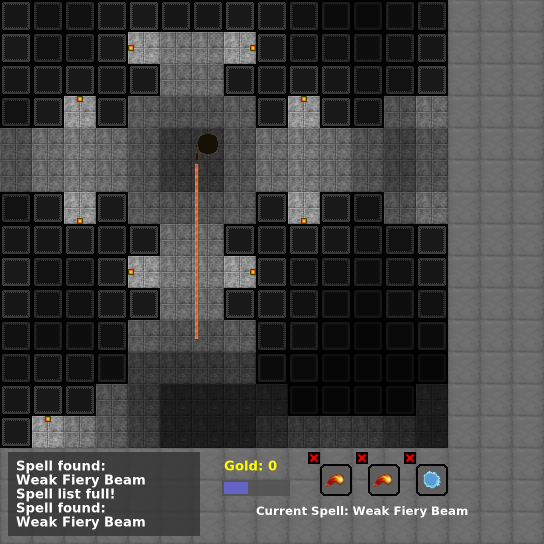 Spell found:
Weak Fiery Beam
Spell list full!
Spell found:
Weak Fiery Beam
Gold: 0
Current Spell: Weak Fiery Beam